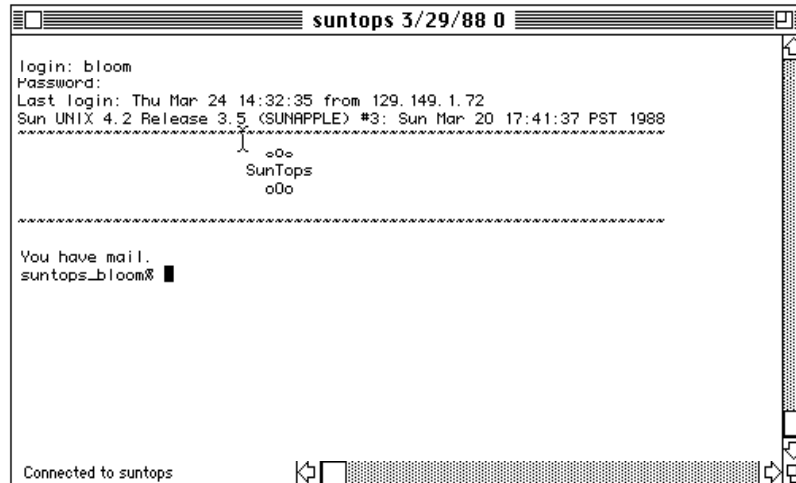 suntops 3/29/88 0
login: bloom
Password:
Last login: Thu Mar 24 14:32:35 from 129.149.1.72
Sun UNIX 4.2 Release 3.5 (SUNAPPLE) #3: Sun Mar 20 17:41:37 PST 1988
~~~~~~~~~~~~~~~~~~~~~~~~~~~~~~~~~~~~~~~~~~~~~~~~~~~~~~~~~~~~~~~~~~~~~~~~
oOo
SunTops
oOo
~~~~~~~~~~~~~~~~~~~~~~~~~~~~~~~~~~~~~~~~~~~~~~~~~~~~~~~~~~~~~~~~~~~~~~~~
You have mail.
suntops_bloom%
Connected to suntops